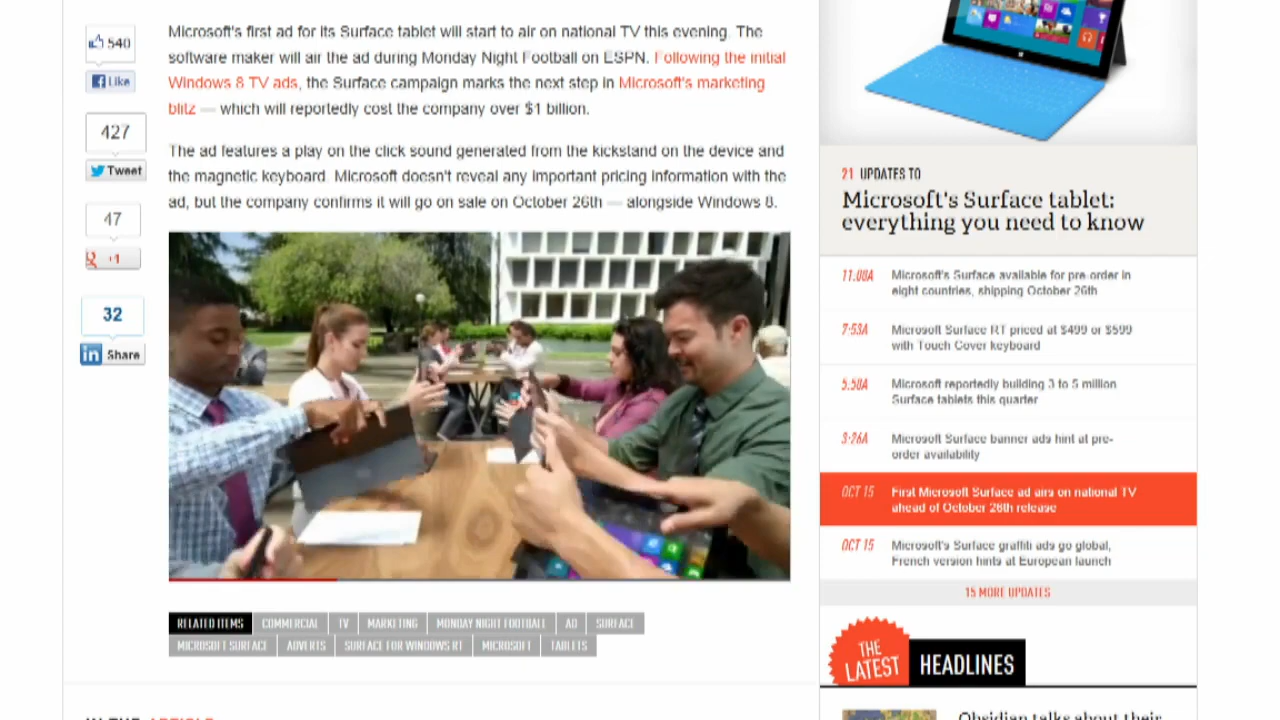 Microsoft's first ad for its Surface tablet will start to air on national TV this evening. The
software maker will air the ad during Monday Night Football on ESPN. Following the initial
Windows 8 TV ads, the Surface campaign marks the next step in Microsoft's marketing
blitz — which will reportedly cost the company over $1 billion.
The ad features a play on the click sound generated from the kickstand on the device and
the magnetic keyboard. Microsoft doesn't reveal any important pricing information with the
ad, but the company confirms it will go on sale on October 26th — alongside Windows 8.
540
Like
427
Tweet
47
+1
32
in Share
RELATED ITEMS COMMERCIAL TV MARKETING MONDAY NIGHT FOOTBALL AD SURFACE
MICROSOFT SURFACE ADVERTS SURFACE FOR WINDOWS RT MICROSOFT TABLETS
21 UPDATES TO
Microsoft's Surface tablet:
everything you need to know
11:00A Microsoft's Surface available for pre-order in
eight countries, shipping October 26th
7:53A Microsoft Surface RT priced at $499 or $599
with Touch Cover keyboard
5:50A Microsoft reportedly building 3 to 5 million
Surface tablets this quarter
Microsoft Surface banner ads hint at pre-
order availability
OCT 15 First Microsoft Surface ad airs on national TV
ahead of October 26th release
OCT 15 Microsoft's Surface graffiti ads go global,
French version hints at European launch
15 MORE UPDATES
THE
LATEST
HEADLINES
Obsidian talks about their